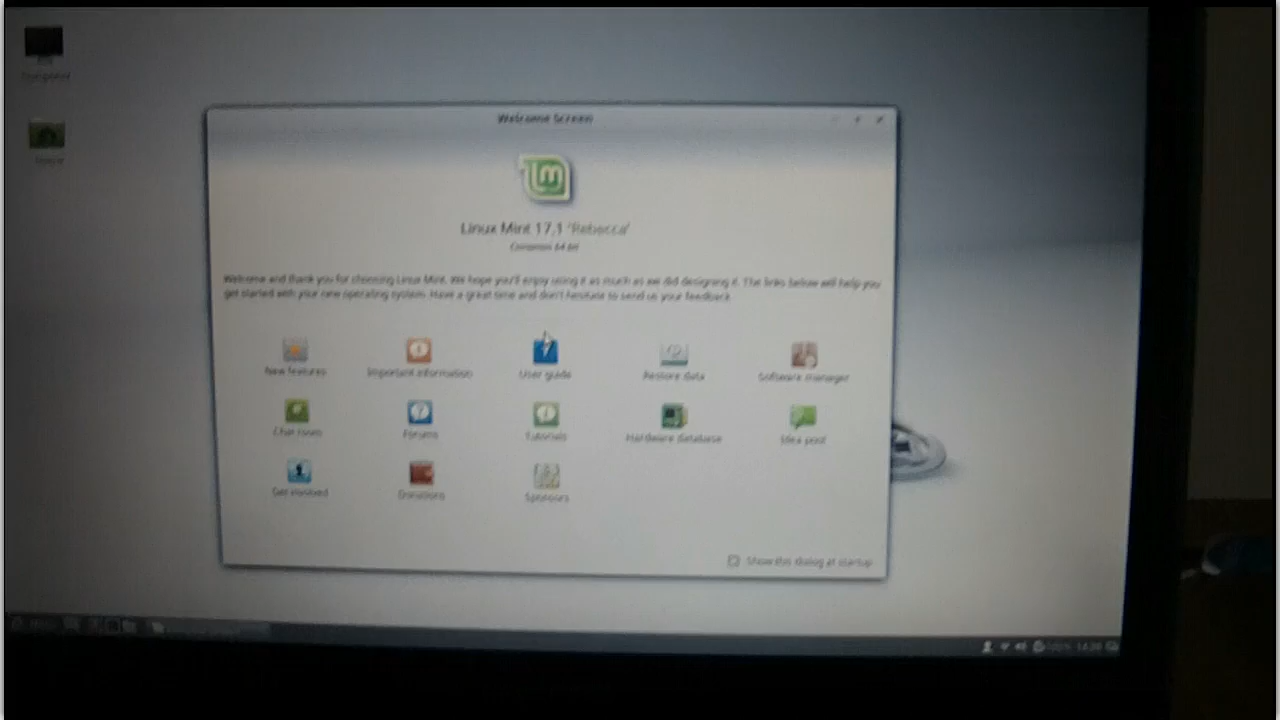 Computer
Home
Welcome Screen
Linux Mint 17.1 'Rebecca'
Cinnamon 64-bit
Welcome and thank you for choosing Linux Mint. We hope you'll enjoy using it as much as we did designing it. The links below will help you
get started with your new operating system. Have a great time and don't hesitate to send us your feedback.
New features Important information User guide Restore data Software manager
Chat room Forums Tutorials Hardware database Idea pool
Get involved Donations Sponsors
Show this dialog at startup